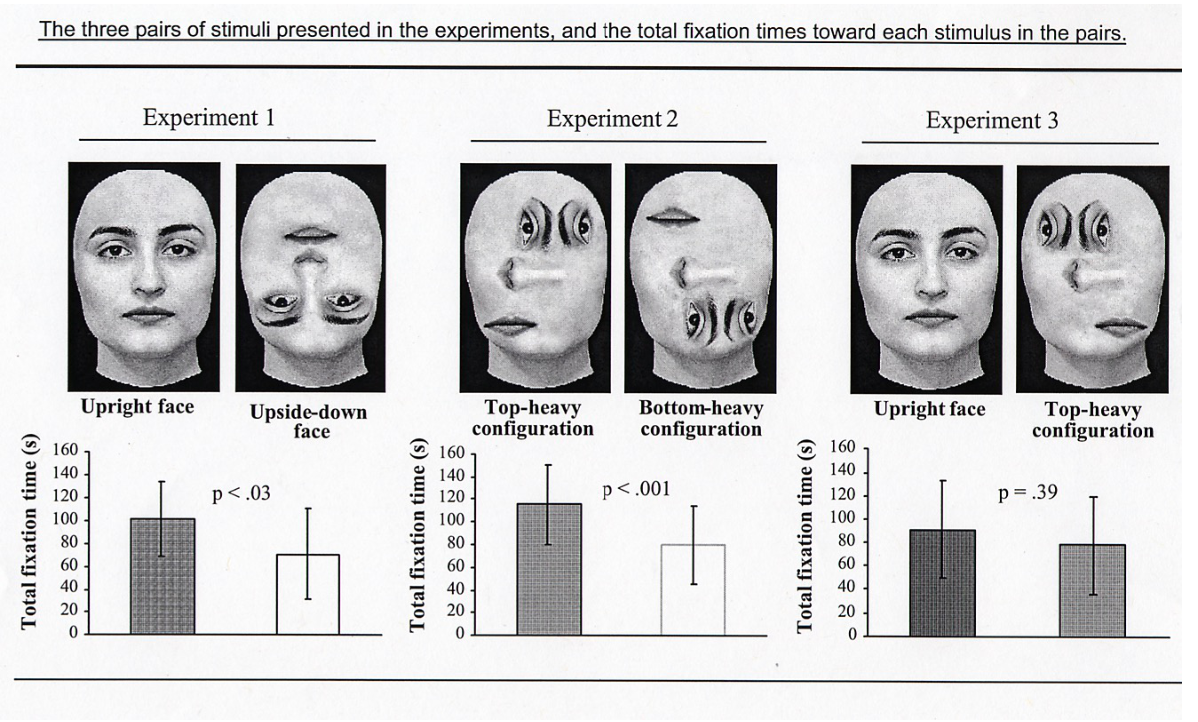 The three pairs of stimuli presented in the experiments, and the total fixation times toward each stimulus in the pairs.
Experiment 1
Upright face
Upside-down
face
Total fixation time (s)
160
140
120
100
80
60
40
20
0
p < .03
Experiment 2
Top-heavy
configuration
Bottom-heavy
configuration
Total fixation time (s)
160
140
120
100
80
60
40
20
0
p < .001
Experiment 3
Upright face
Top-heavy
configuration
Total fixation time (s)
160
140
120
100
80
60
40
20
0
p = .39